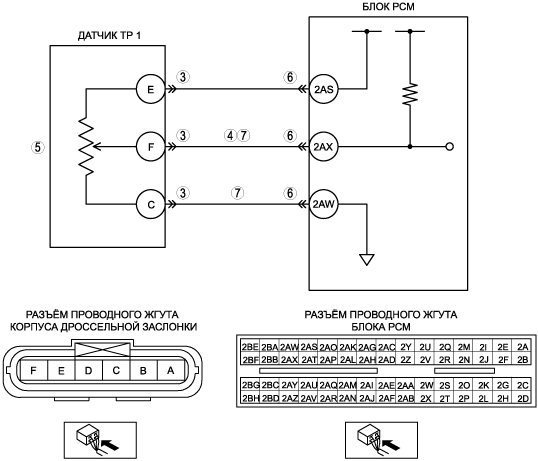 БЛОК PCM
ДАТЧИК TP 1
E ③ ⑥ 2AS
⑤ F ③ ④ ⑦ ⑥ 2AX
C ③ ⑦ ⑥ 2AW
РАЗЪЁМ ПРОВОДНОГО ЖГУТА
КОРПУСА ДРОССЕЛЬНОЙ ЗАСЛОНКИ
F E D C B A
РАЗЪЁМ ПРОВОДНОГО ЖГУТА
БЛОКА PCM
2BE 2BA 2AW 2AS 2AO 2AK 2AG 2AC 2Y 2U 2Q 2M 2I 2E 2A
2BF 2BB 2AX 2AT 2AP 2AL 2AH 2AD 2Z 2V 2R 2N 2J 2F 2B
2BG 2BC 2AY 2AU 2AQ 2AM 2AI 2AE 2AA 2W 2S 2O 2K 2G 2C
2BH 2BD 2AZ 2AV 2AR 2AN 2AJ 2AF 2AB 2X 2T 2P 2L 2H 2D